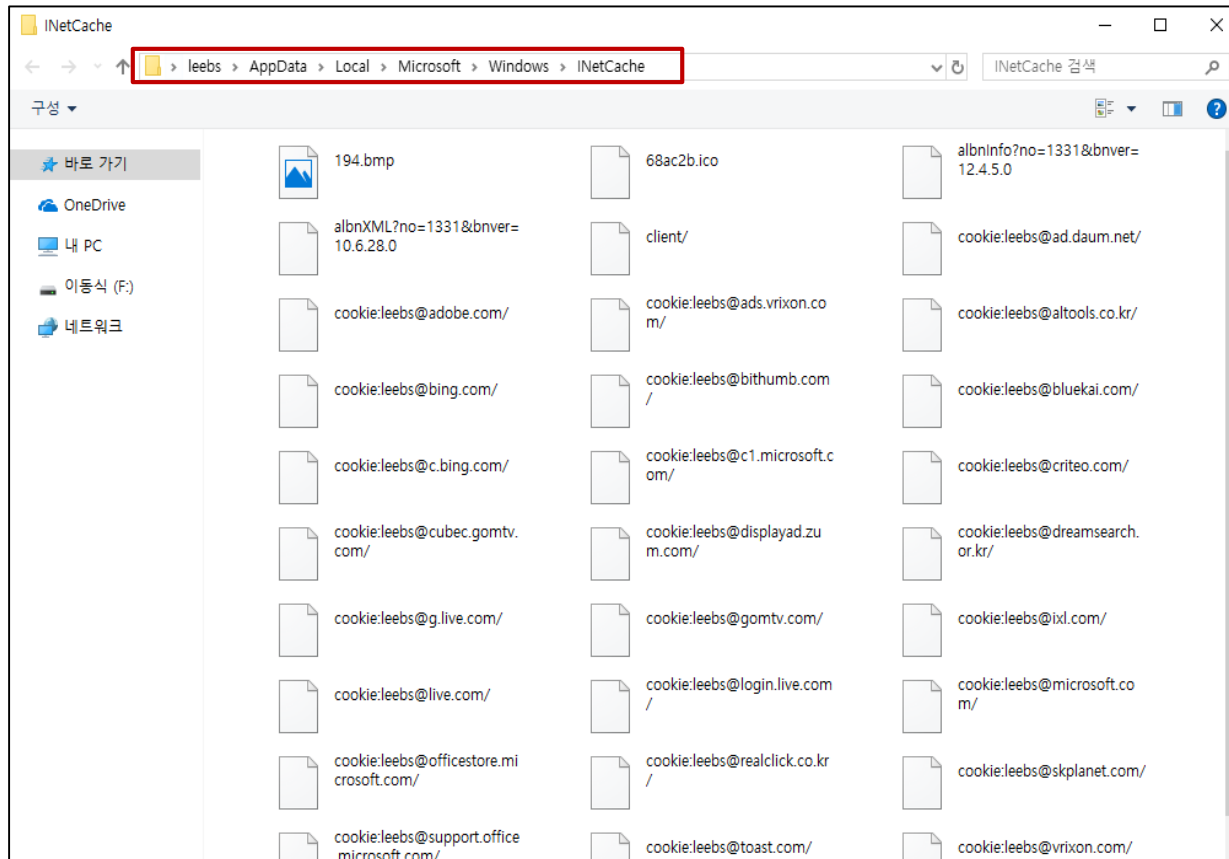 INetCache
leebs > AppData > Local > Microsoft > Windows > INetCache
INetCache 검색
구성
바로 가기
OneDrive
내 PC
이동식 (F:)
네트워크
194.bmp
68ac2b.ico
albnInfo?no=1331&bnver=
12.4.5.0
albnXML?no=1331&bnver=
10.6.28.0
client/
cookie:leebs@ad.daum.net/
cookie:leebs@adobe.com/
cookie:leebs@ads.vrixon.co
m/
cookie:leebs@altools.co.kr/
cookie:leebs@bing.com/
cookie:leebs@bithumb.com
/
cookie:leebs@bluekai.com/
cookie:leebs@c.bing.com/
cookie:leebs@c1.microsoft.c
om/
cookie:leebs@criteo.com/
cookie:leebs@cubec.gomtv.
com/
cookie:leebs@displayad.zu
m.com/
cookie:leebs@dreamsearch.
or.kr/
cookie:leebs@g.live.com/
cookie:leebs@gomtv.com/
cookie:leebs@ixl.com/
cookie:leebs@live.com/
cookie:leebs@login.live.com
/
cookie:leebs@microsoft.co
m/
cookie:leebs@officestore.mi
crosoft.com/
cookie:leebs@realclick.co.kr
/
cookie:leebs@skplanet.com/
cookie:leebs@support.office
.microsoft.com/
cookie:leebs@toast.com/
cookie:leebs@vrixon.com/